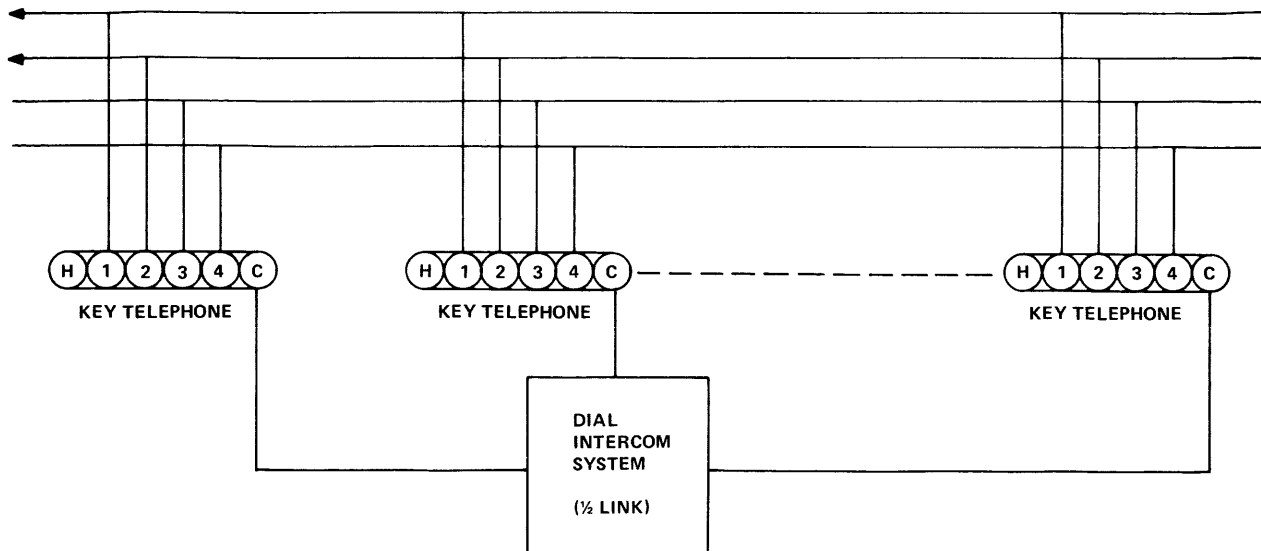 H 1 2 3 4 C
H 1 2 3 4 C
H 1 2 3 4 C
KEY TELEPHONE
KEY TELEPHONE
KEY TELEPHONE
DIAL
INTERCOM
SYSTEM
(½ LINK)